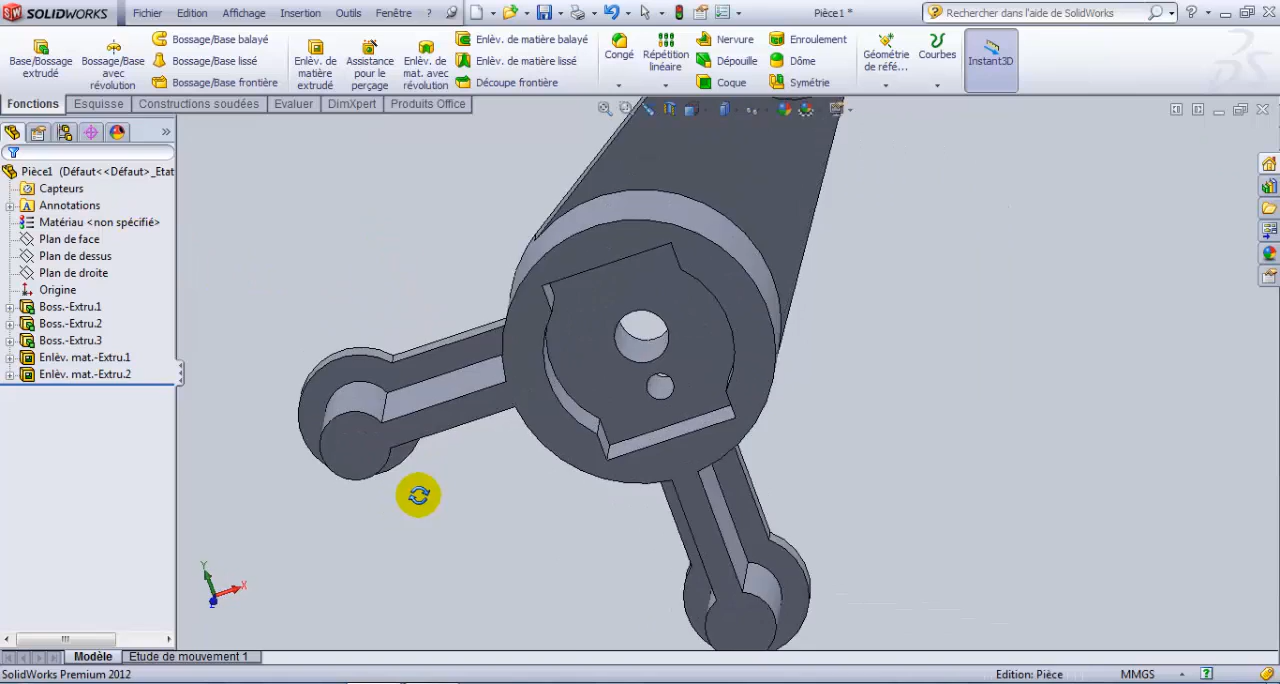 SOLIDWORKS Fichier Edition Affichage Insertion Outils Fenêtre ? Pièce1 * Rechercher dans l'aide de SolidWorks ?
Base/Bossage extrudé
Bossage/Base avec révolution
Bossage/Base balayé
Bossage/Base lissé
Bossage/Base frontière
Enlèv. de matière extrudé
Assistance pour le perçage
Enlèv. de mat. avec révolution
Enlèv. de matière balayé
Enlèv. de matière lissé
Découpe frontière
Congé
Répétition linéaire
Nervure
Dépouille
Coque
Enroulement
Dôme
Symétrie
Géométrie de réfé...
Courbes
Instant3D
Fonctions Esquisse Constructions soudées Evaluer DimXpert Produits Office
»
Pièce1 (Défaut<<Défaut>_Etat
Capteurs
Annotations
Matériau <non spécifié>
Plan de face
Plan de dessus
Plan de droite
Origine
Boss.-Extru.1
Boss.-Extru.2
Boss.-Extru.3
Enlèv. mat.-Extru.1
Enlèv. mat.-Extru.2
Y
X
Z
Modèle Etude de mouvement 1
SolidWorks Premium 2012 Edition: Pièce MMGS ?